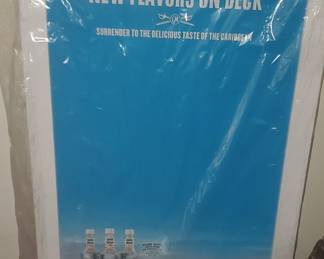 NEW FLAVORS ON DECK
SURRENDER TO THE DELICIOUS TASTE OF THE CARIBBEAN